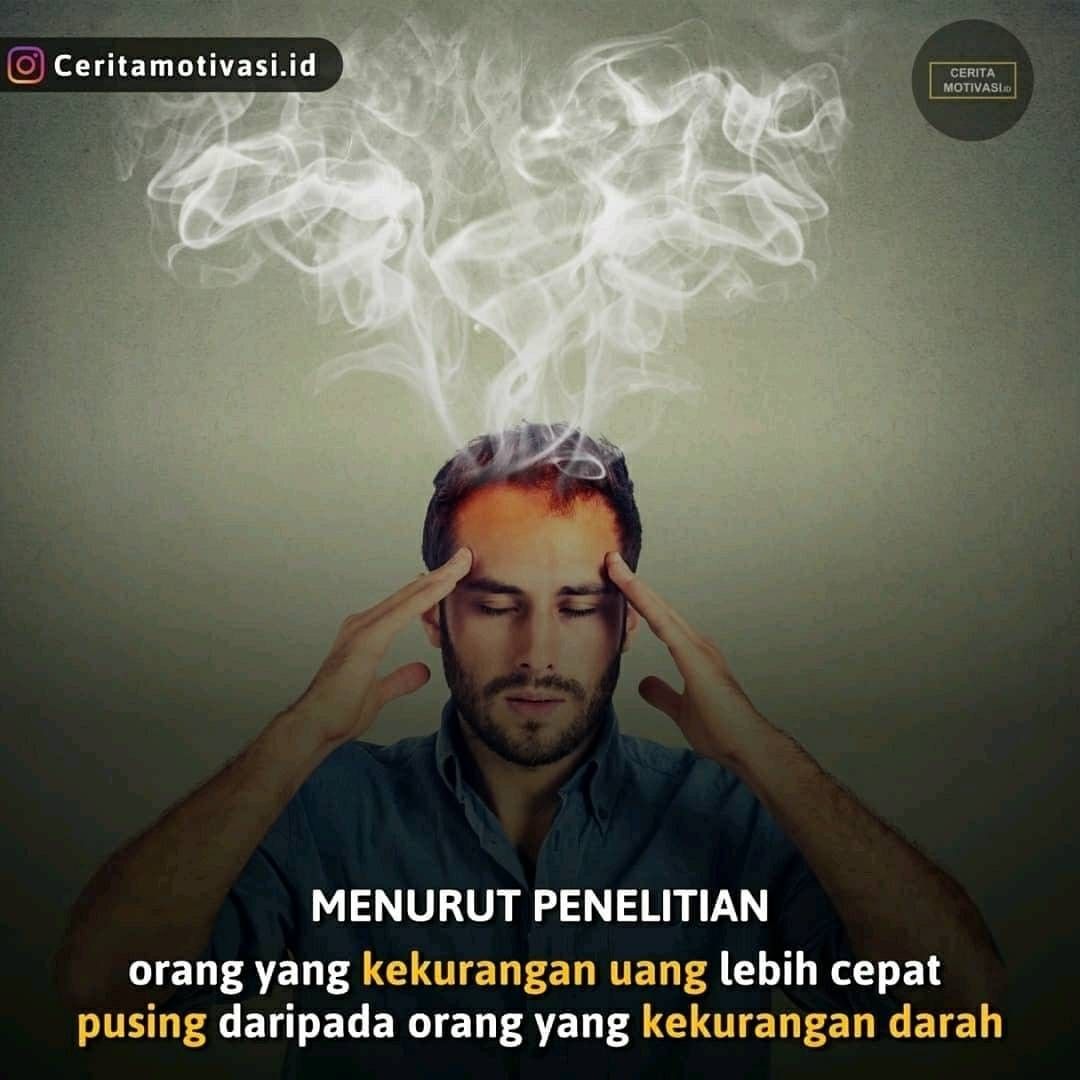 Ceritamotivasi.id
CERITA
MOTIVASI.ID
MENURUT PENELITIAN
orang yang kekurangan uang lebih cepat
pusing daripada orang yang kekurangan darah